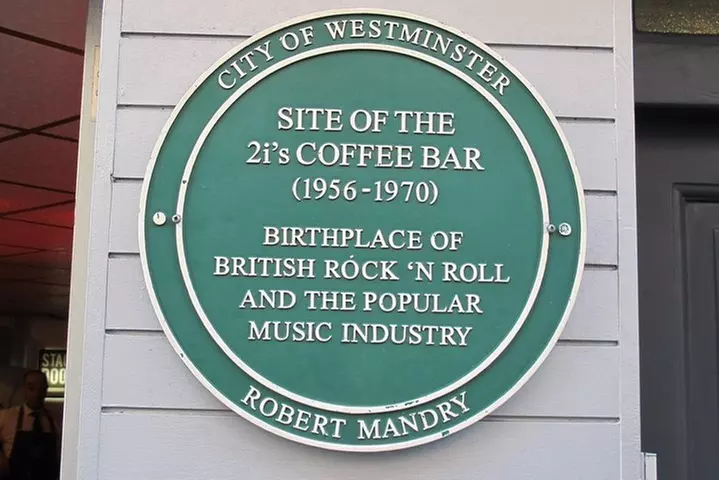 CITY OF WESTMINSTER
SITE OF THE
2i's COFFEE BAR
(1956-1970)
BIRTHPLACE OF
BRITISH ROCK 'N ROLL
AND THE POPULAR
MUSIC INDUSTRY
ROBERT MANDRY